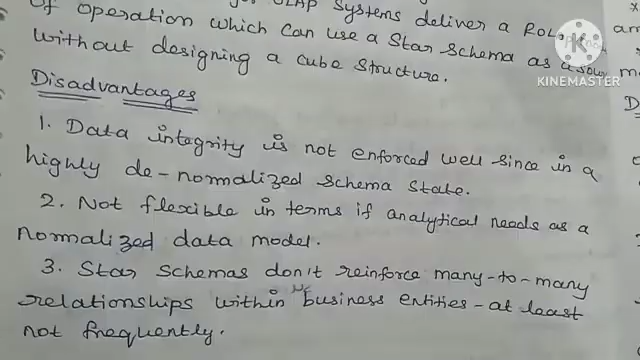 of operation which can use a Star Schema as a
without designing a cube structure.
Disadvantages
1. Data integrity is not enforced well since in a
highly de-normalized schema state.
2. Not flexible in terms if analytical needs as a
normalized data model.
3. Star schemas don't reinforce many-to-many
relationships within business entities - at least
not frequently.
KINEMASTER